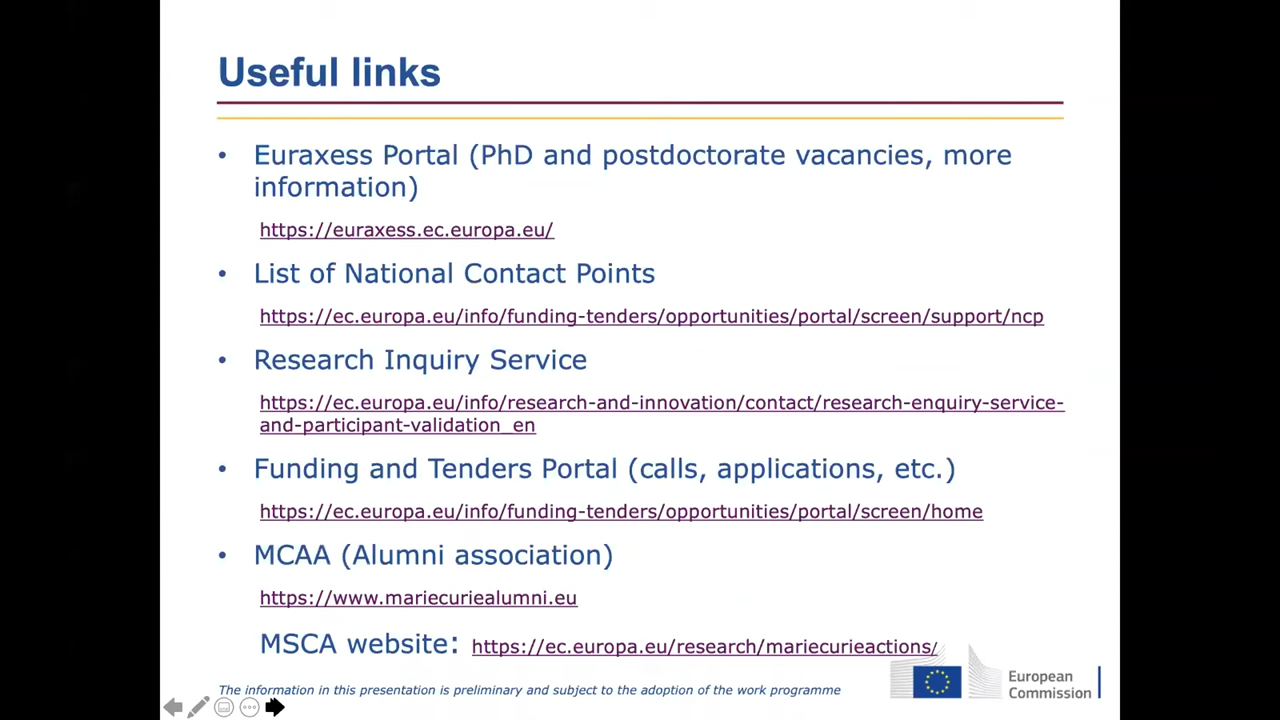 Useful links
• Euraxess Portal (PhD and postdoctorate vacancies, more
information)
https://euraxess.ec.europa.eu/
• List of National Contact Points
https://ec.europa.eu/info/funding-tenders/opportunities/portal/screen/support/ncp
• Research Inquiry Service
https://ec.europa.eu/info/research-and-innovation/contact/research-enquiry-service-
and-participant-validation_en
• Funding and Tenders Portal (calls, applications, etc.)
https://ec.europa.eu/info/funding-tenders/opportunities/portal/screen/home
• MCAA (Alumni association)
https://www.mariecuriealumni.eu
MSCA website: https://ec.europa.eu/research/mariecurieactions/
The information in this presentation is preliminary and subject to the adoption of the work programme
European
Commission